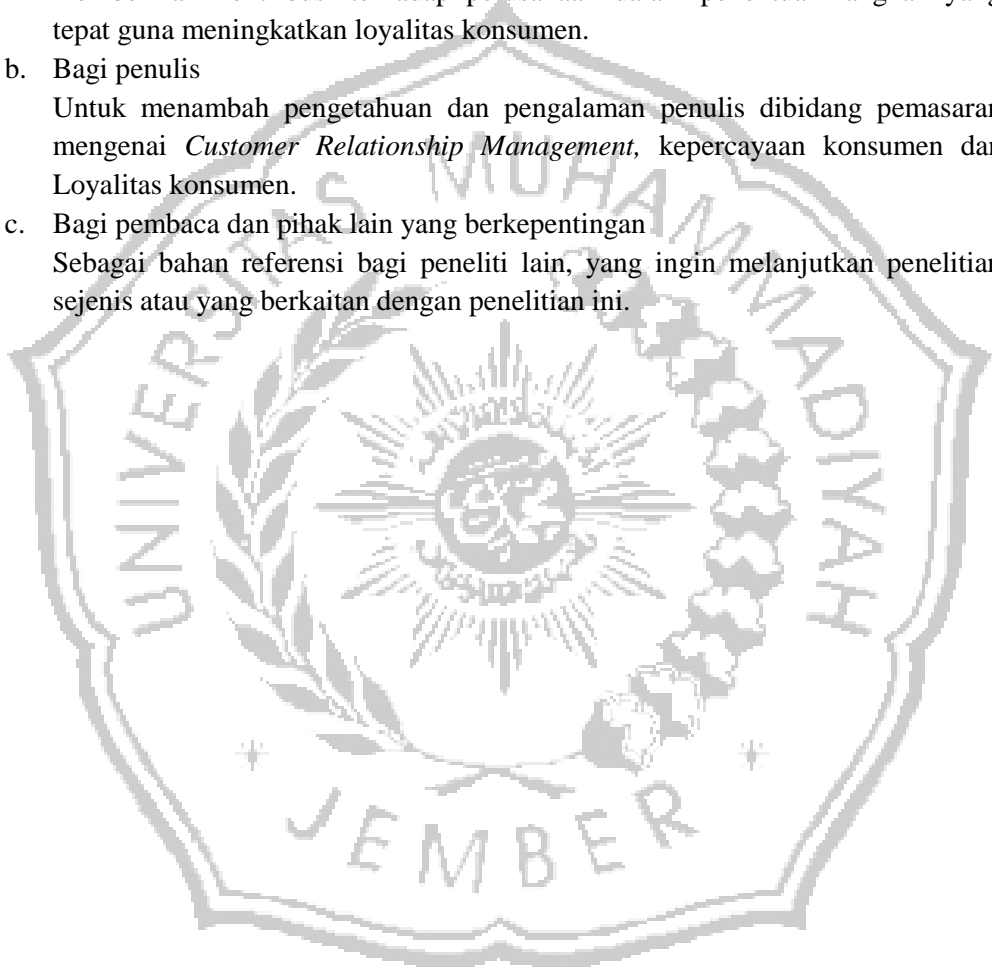 tepat guna meningkatkan loyalitas konsumen.
b. Bagi penulis
Untuk menambah pengetahuan dan pengalaman penulis dibidang pemasaran
mengenai Customer Relationship Management, kepercayaan konsumen dan
Loyalitas konsumen.
c. Bagi pembaca dan pihak lain yang berkepentingan
Sebagai bahan referensi bagi peneliti lain, yang ingin melanjutkan penelitian
sejenis atau yang berkaitan dengan penelitian ini.
UNIVERSITAS MUHAMMADIYAH
JEMBER